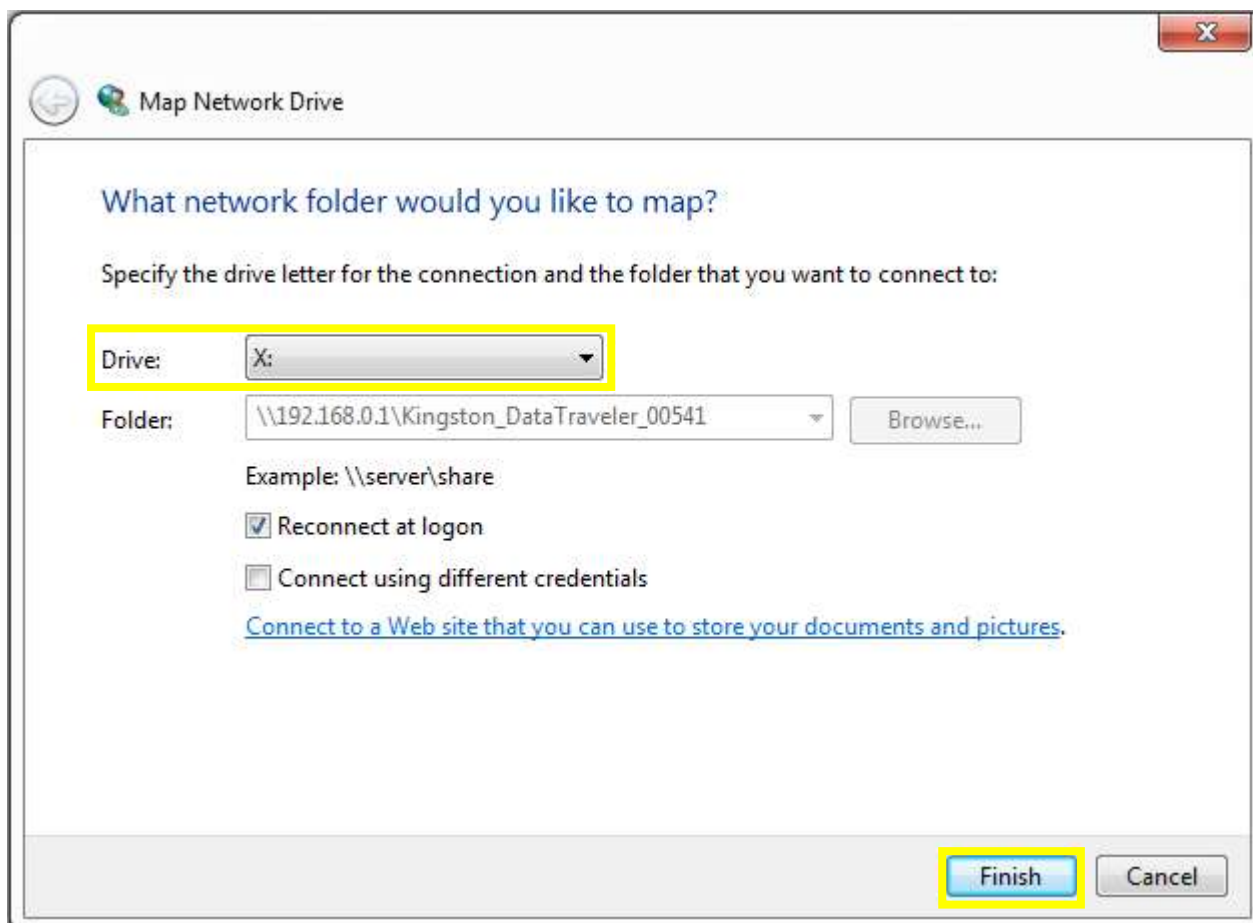 Map Network Drive
What network folder would you like to map?
Specify the drive letter for the connection and the folder that you want to connect to:
Drive: X:
Folder: \\192.168.0.1\Kingston_DataTraveler_00541 Browse...
Example: \\server\share
Reconnect at logon
Connect using different credentials
Connect to a Web site that you can use to store your documents and pictures.
Finish Cancel